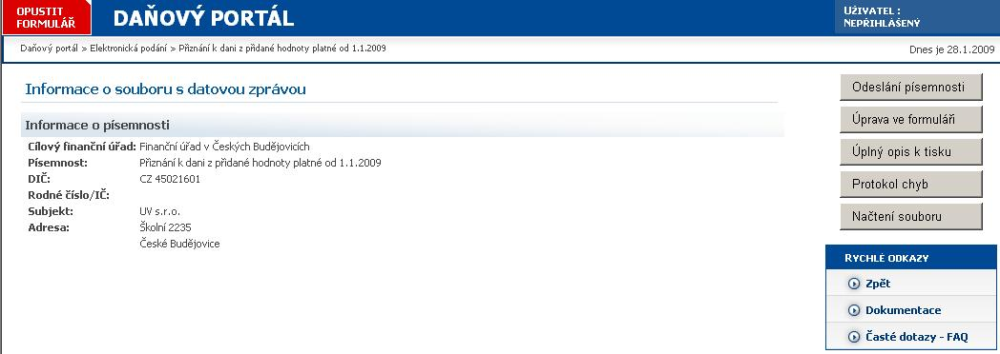 OPUSTIT
FORMULÁŘ
DAŇOVÝ PORTÁL
UŽIVATEL :
NEPŘIHLÁŠENÝ
Daňový portál > Elektronická podání > Přiznání k dani z přidané hodnoty platné od 1.1.2009
Dnes je 28.1.2009
Informace o souboru s datovou zprávou
Informace o písemnosti
Cílový finanční úřad: Finanční úřad v Českých Budějovicích
Písemnost: Přiznání k dani z přidané hodnoty platné od 1.1.2009
DIČ: CZ 45021601
Rodné číslo/IČ:
Subjekt: UV s.r.o.
Adresa: Školní 2235
České Budějovice
Odeslání písemnosti
Úprava ve formuláři
Úplný opis k tisku
Protokol chyb
Načtení souboru
RYCHLÉ ODKAZY
Zpět
Dokumentace
Časté dotazy - FAQ